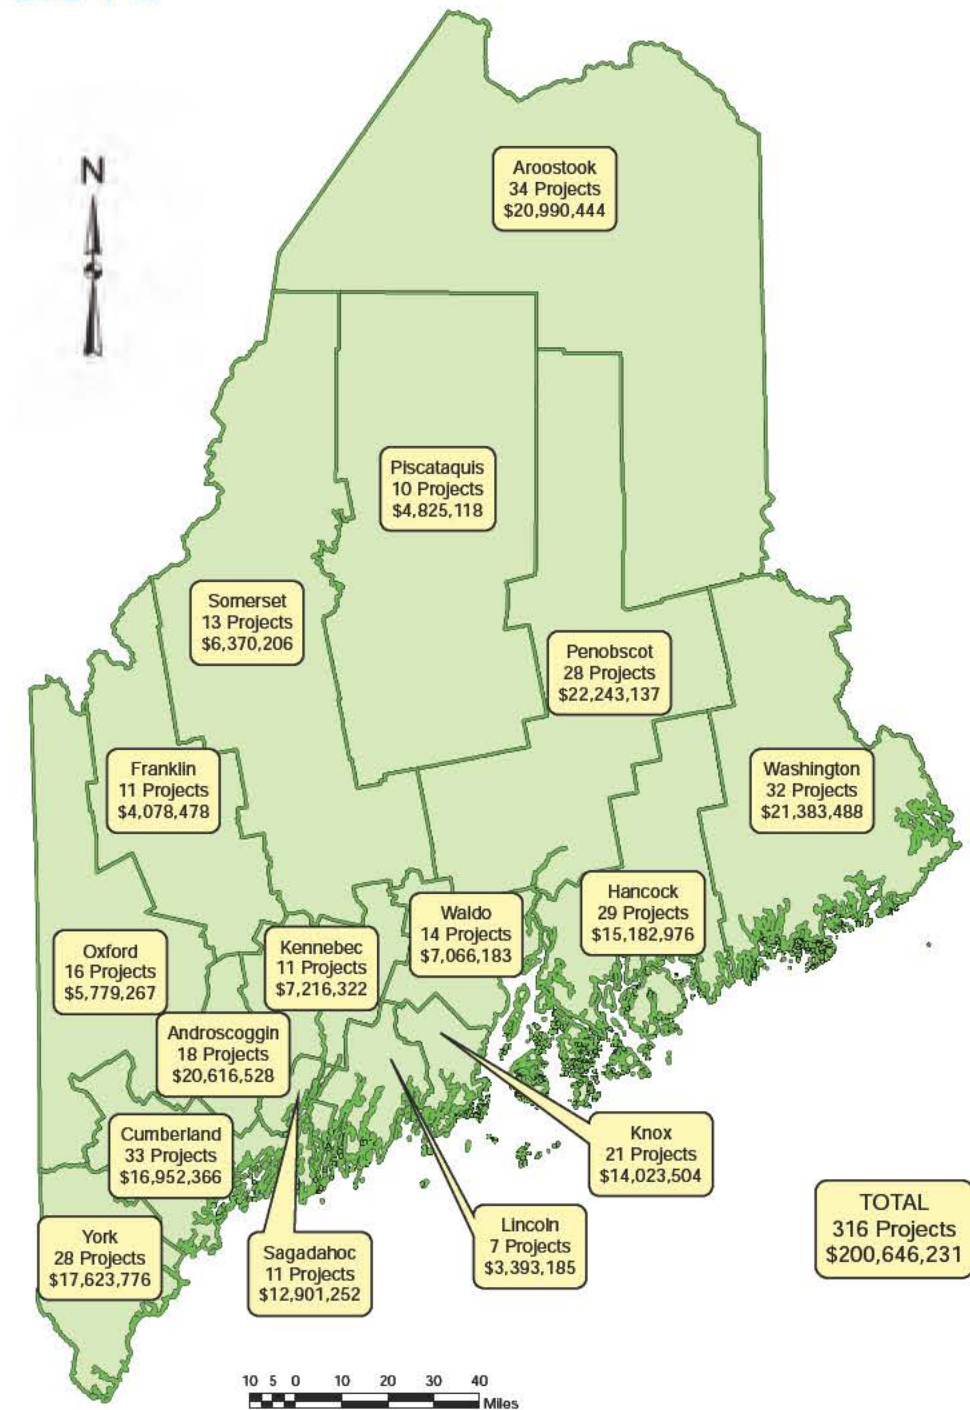 N
Aroostook
34 Projects
$20,990,444
Piscataquis
10 Projects
$4,825,118
Somerset
13 Projects
$6,370,206
Penobscot
28 Projects
$22,243,137
Franklin
11 Projects
$4,078,478
Washington
32 Projects
$21,383,488
Hancock
29 Projects
$15,182,976
Waldo
14 Projects
$7,066,183
Kennebec
11 Projects
$7,216,322
Oxford
16 Projects
$5,779,267
Androscoggin
18 Projects
$20,616,528
Cumberland
33 Projects
$16,952,366
Knox
21 Projects
$14,023,504
York
28 Projects
$17,623,776
Sagadahoc
11 Projects
$12,901,252
Lincoln
7 Projects
$3,393,185
TOTAL
316 Projects
$200,646,231
10 5 0 10 20 30 40
Miles